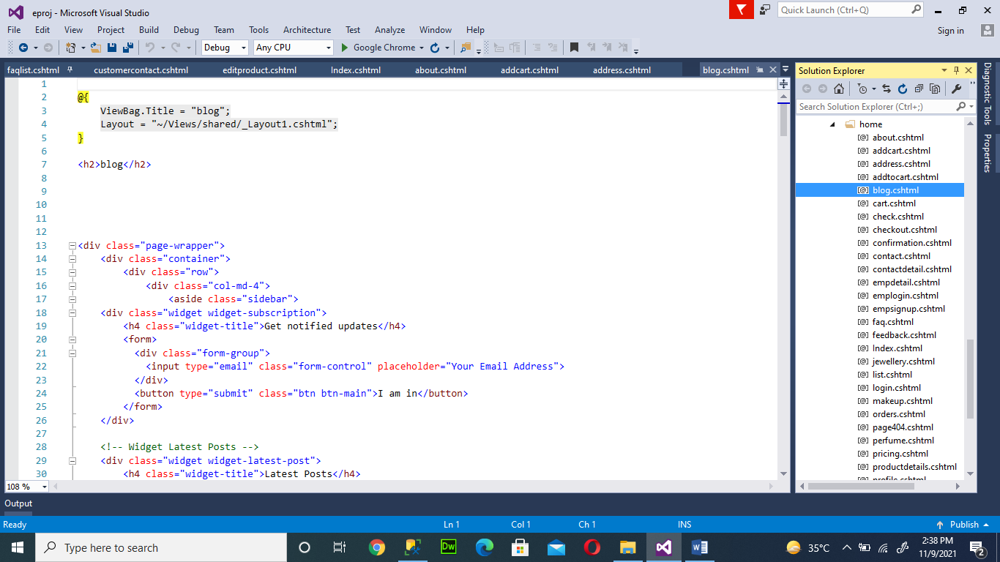 eproj - Microsoft Visual Studio
Quick Launch (Ctrl+Q)
File Edit View Project Build Debug Team Tools Architecture Test Analyze Window Help
Sign in
Debug Any CPU Google Chrome
faqlist.cshtml customercontact.cshtml editproduct.cshtml Index.cshtml about.cshtml addcart.cshtml address.cshtml blog.cshtml
1
2 @{
3 ViewBag.Title = "blog";
4 Layout = "~/Views/shared/_Layout1.cshtml";
5 }
6
7 <h2>blog</h2>
8
9
10
11
12
13 <div class="page-wrapper">
14 <div class="container">
15 <div class="row">
16 <div class="col-md-4">
17 <aside class="sidebar">
18 <div class="widget widget-subscription">
19 <h4 class="widget-title">Get notified updates</h4>
20 <form>
21 <div class="form-group">
22 <input type="email" class="form-control" placeholder="Your Email Address">
23 </div>
24 <button type="submit" class="btn btn-main">I am in</button>
25 </form>
26 </div>
27
28 <!-- Widget Latest Posts -->
29 <div class="widget widget-latest-post">
30 <h4 class="widget-title">Latest Posts</h4>
108 %
Solution Explorer
Search Solution Explorer (Ctrl+;)
home
[@] about.cshtml
[@] addcart.cshtml
[@] address.cshtml
[@] addtocart.cshtml
[@] blog.cshtml
[@] cart.cshtml
[@] check.cshtml
[@] checkout.cshtml
[@] confirmation.cshtml
[@] contact.cshtml
[@] contactdetail.cshtml
[@] empdetail.cshtml
[@] emplogin.cshtml
[@] empsignup.cshtml
[@] faq.cshtml
[@] feedback.cshtml
[@] Index.cshtml
[@] jewellery.cshtml
[@] list.cshtml
[@] login.cshtml
[@] makeup.cshtml
[@] orders.cshtml
[@] page404.cshtml
[@] perfume.cshtml
[@] pricing.cshtml
[@] productdetails.cshtml
[@] profile.cshtml
Diagnostic Tools
Properties
Output
Ready Ln 1 Col 1 Ch 1 INS Publish
Type here to search
Dw
35°C
2:38 PM
11/9/2021
2